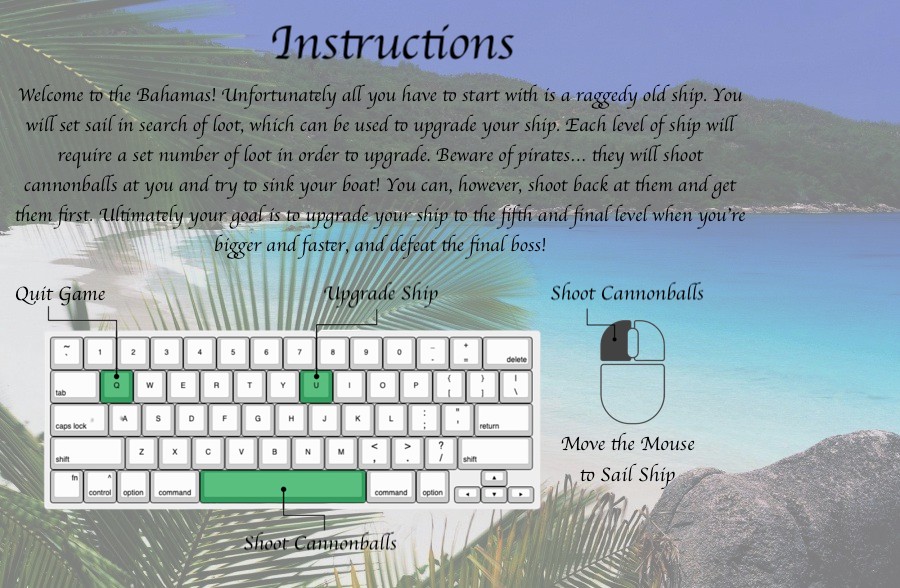 Instructions
Welcome to the Bahamas! Unfortunately all you have to start with is a raggedy old ship. You
will set sail in search of loot, which can be used to upgrade your ship. Each level of ship will
require a set number of loot in order to upgrade. Beware of pirates... they will shoot
cannonballs at you and try to sink your boat! You can, however, shoot back at them and get
them first. Ultimately your goal is to upgrade your ship to the fifth and final level when you're
bigger and faster, and defeat the final boss!
Quit Game
Upgrade Ship
Shoot Cannonballs
~ 1 2 3 4 5 6 7 8 9 0 _ +
` - = delete
tab Q W E R T Y U I O P { } |
[ ] \
caps lock A S D F G H J K L : "
; ' return
shift Z X C V B N M < > ? shift
, . /
fn ^ control option command command option
Move the Mouse
to Sail Ship
Shoot Cannonballs